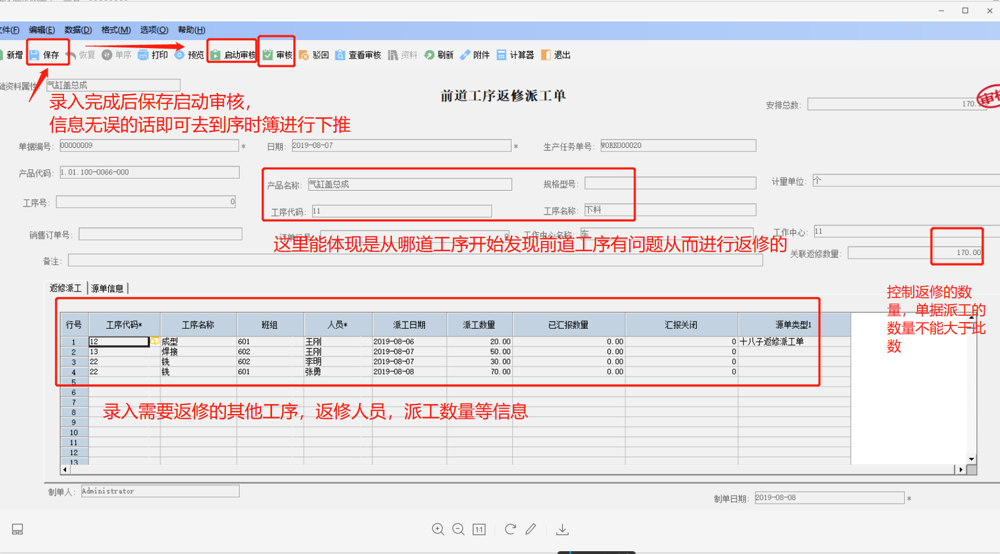 文件(F) 编辑(E) 数据(D) 格式(M) 选项(O) 帮助(H)
新增 保存 恢复 单序 打印 预览 启动审核 审核 驳回 查看审核 资料 刷新 附件 计算器 退出
础资料属性: 气缸盖总成
前道工序返修派工单
安排总数: 170.
审核
录入完成后保存启动审核，
信息无误的话即可去到序时簿进行下推
单据编号: 00000009 *
日期: 2019-08-07 *
生产任务单号: WORK000020
产品代码: 1.01.100-0066-000
产品名称: 气缸盖总成
规格型号:
计量单位: 个
工序号: 0
工序代码: 11
工序名称: 下料
销售订单号:
订单行号: 0
工作中心名称: 车
工作中心: 11
这里能体现是从哪道工序开始发现前道工序有问题从而进行返修的
关联返修数量: 170.00
备注:
返修派工 源单信息
控制返修的数
量，单据派工的
数量不能大于此
数
行号 工序代码* 工序名称 班组 人员* 派工日期 派工数量 已汇报数量 汇报关闭 源单类型1
1 12 成型 601 王刚 2019-08-06 20.00 0.00 0 十八子返修派工单
2 13 焊接 602 王刚 2019-08-07 50.00 0.00 0
3 22 铣 602 李明 2019-08-07 30.00 0.00 0
4 22 铣 601 张勇 2019-08-08 70.00 0.00 0
5
6
7
8
9
10
11
12
13
录入需要返修的其他工序，返修人员，派工数量等信息
制单人: Administrator
制单日期: 2019-08-08 *
1:1